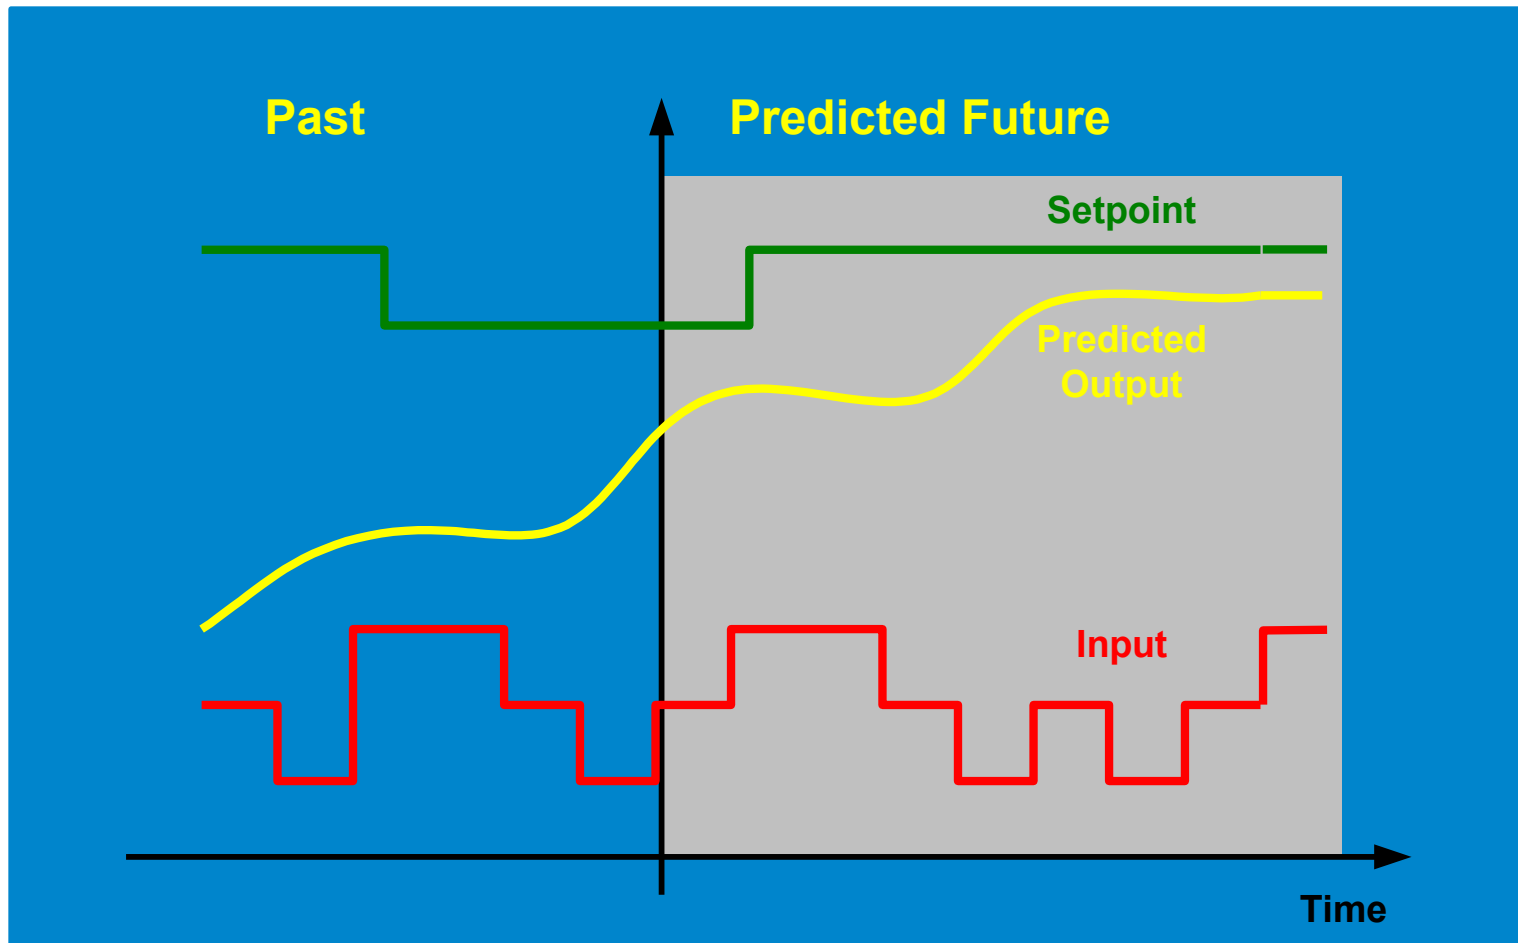 Past
Predicted Future
Setpoint
Predicted
Output
Input
Time